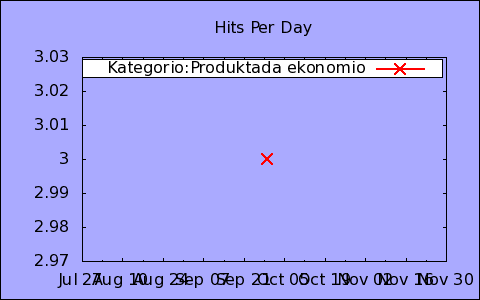 Hits Per Day
3.03
Kategorio:Produktada ekonomio
3.02
3.01
3
2.99
2.98
2.97
Jul 27 Aug 10 Aug 24 Sep 07 Sep 21 Oct 05 Oct 19 Nov 02 Nov 16 Nov 30